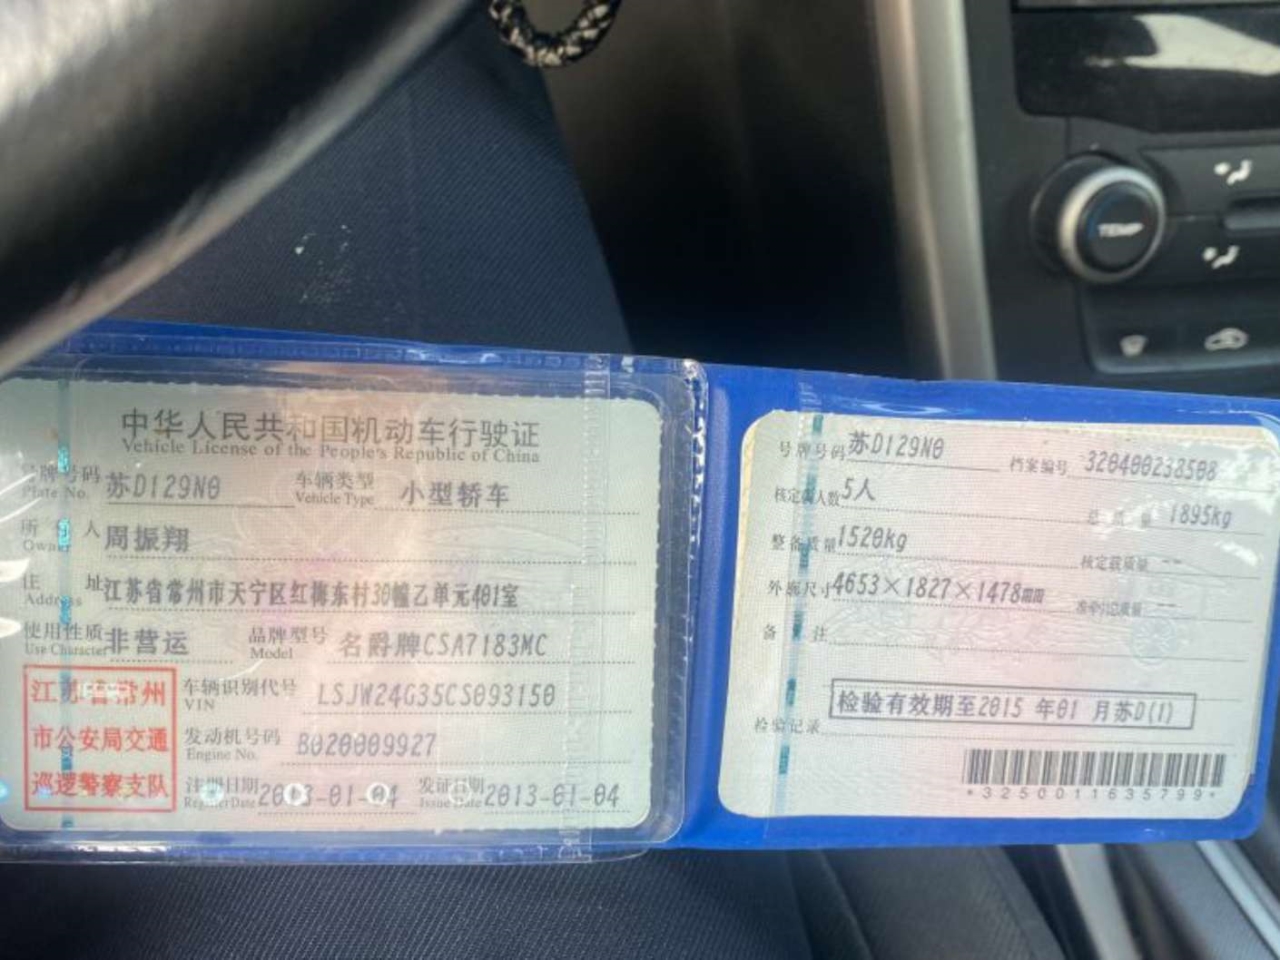 TEMP
中华人民共和国机动车行驶证
Vehicle License of the People's Republic of China
号牌号码 苏D129N0 车辆类型 小型轿车
Plate No. Vehicle Type
所有人 周振翔
Owner
住址 江苏省常州市天宁区红梅东村30幢乙单元401室
Address
使用性质 非营运 品牌型号 名爵牌CSA7183MC
Use Character Model
江苏省常州
市公安局交通
巡逻警察支队
车辆识别代号 LSJW24G35CS093150
VIN
发动机号码 B020009927
Engine No.
注册日期 2013-01-04 发证日期 2013-01-04
Register Date Issue Date
号牌号码 苏D129N0 档案编号 320400238508
核定载人数 5人 总质量 1895kg
整备质量 1520kg 核定载质量 --
外廓尺寸 4653×1827×1478mm 准牵引总质量 --
备注
检验有效期至2015 年01 月苏D(1)
检验记录
*3250011635799*